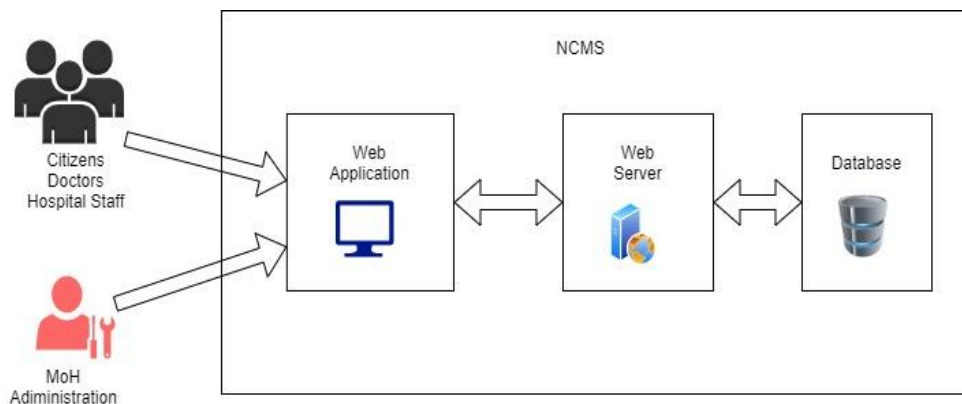 NCMS
Citizens
Doctors
Hospital Staff
Web
Application
Web
Server
Database
MoH
Adiministration